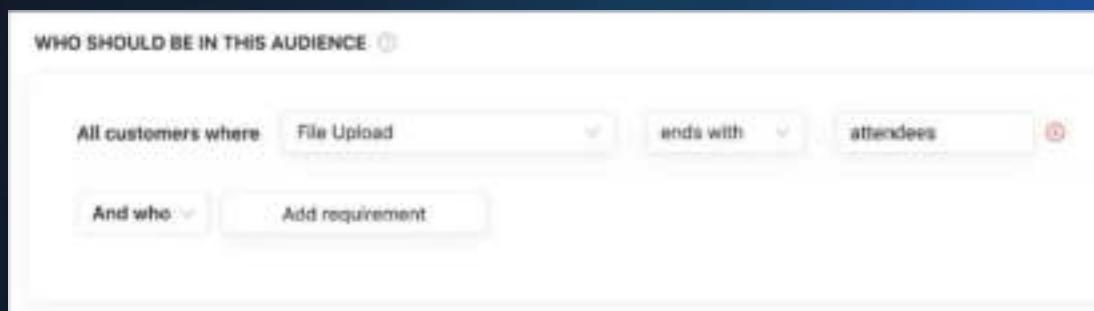 WHO SHOULD BE IN THIS AUDIENCE
All customers where File Upload ends with attendees
And who Add requirement